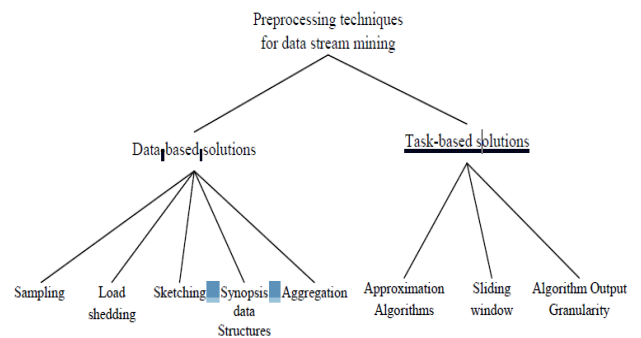 Preprocessing techniques
for data stream mining
Data based solutions
Task-based solutions
Sampling
Load
shedding
Sketching
Synopsis
data
Structures
Aggregation
Approximation
Algorithms
Sliding
window
Algorithm Output
Granularity